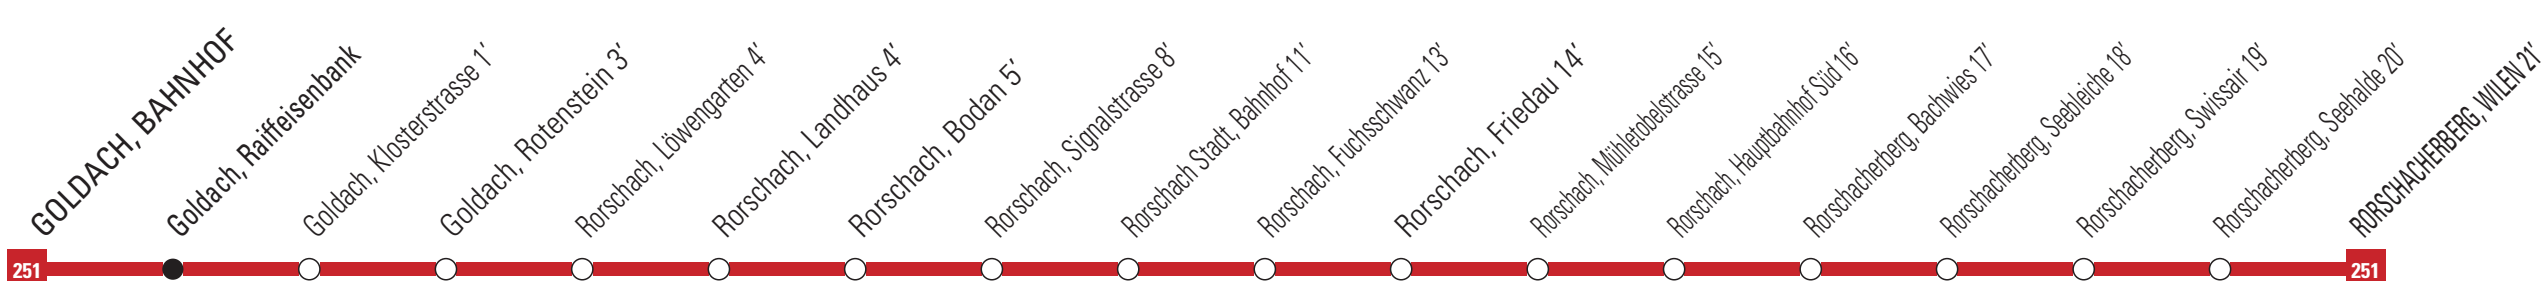 GOLDACH, BAHNHOF
Goldach, Raiffeisenbank
Goldach, Klosterstrasse 1'
Goldach, Rotenstein 3'
Rorschach, Löwengarten 4'
Rorschach, Landhaus 4'
Rorschach, Bodan 5'
Rorschach, Signalstrasse 8'
Rorschach Stadt, Bahnhof 11'
Rorschach, Fuchsschwanz 13'
Rorschach, Friedau 14'
Rorschach, Mühletobelstrasse 15'
Rorschach, Hauptbahnhof Süd 16'
Rorschacherberg, Bachwies 17'
Rorschacherberg, Seebleiche 18'
Rorschacherberg, Swissair 19'
Rorschacherberg, Seehalde 20'
RORSCHACHERBERG, WILEN 21'
251
251